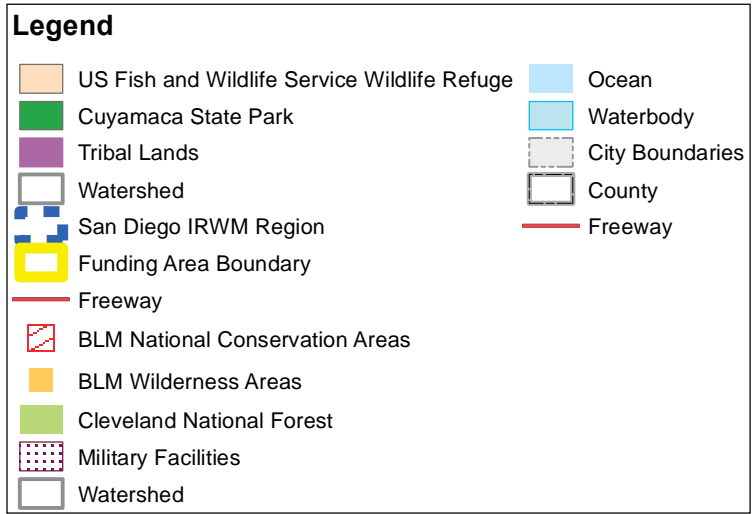 Legend
US Fish and Wildlife Service Wildlife Refuge
Cuyamaca State Park
Tribal Lands
Watershed
San Diego IRWM Region
Funding Area Boundary
Freeway
BLM National Conservation Areas
BLM Wilderness Areas
Cleveland National Forest
Military Facilities
Watershed
Ocean
Waterbody
City Boundaries
County
Freeway